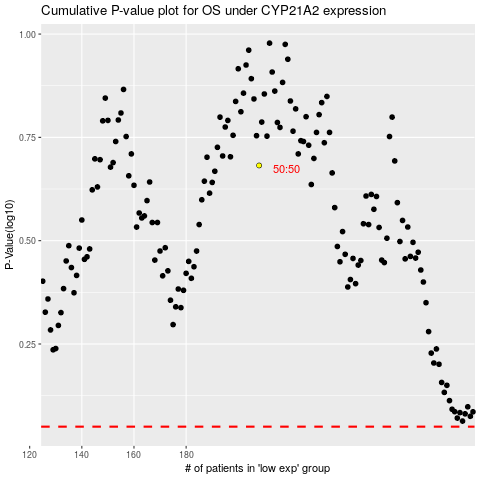 Cumulative P-value plot for OS under CYP21A2 expression
P-Value(log10)
1.00
0.75
0.50
0.25
50:50
120 140 160 180
# of patients in 'low exp' group